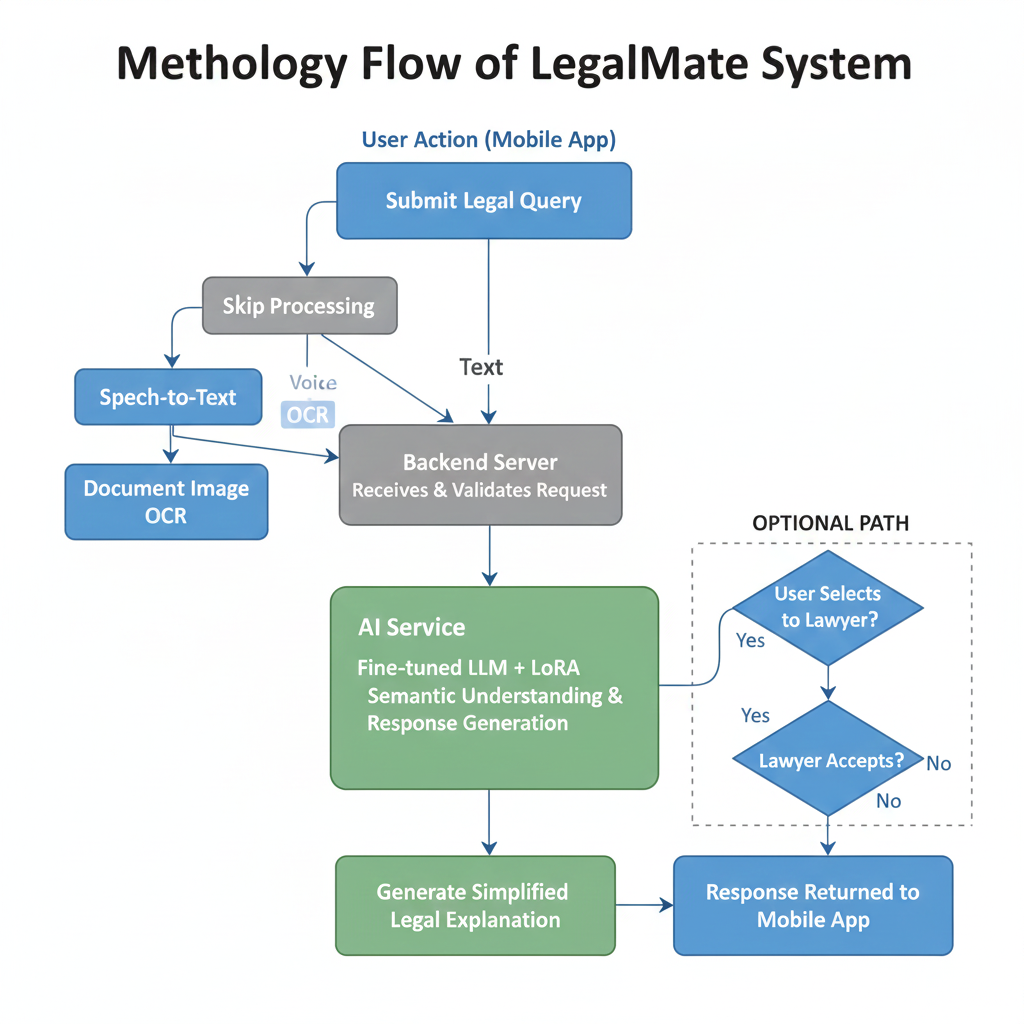 Methology Flow of LegalMate System
User Action (Mobile App)
Submit Legal Query
Skip Processing
Text
Voice
Spech-to-Text
OCR
Backend Server
Receives & Validates Request
Document Image
OCR
OPTIONAL PATH
User Selects
to Lawyer?
Yes
AI Service
Fine-tuned LLM + LoRA
Semantic Understanding &
Response Generation
Yes
Lawyer Accepts?
No
No
Generate Simplified
Legal Explanation
Response Returned to
Mobile App